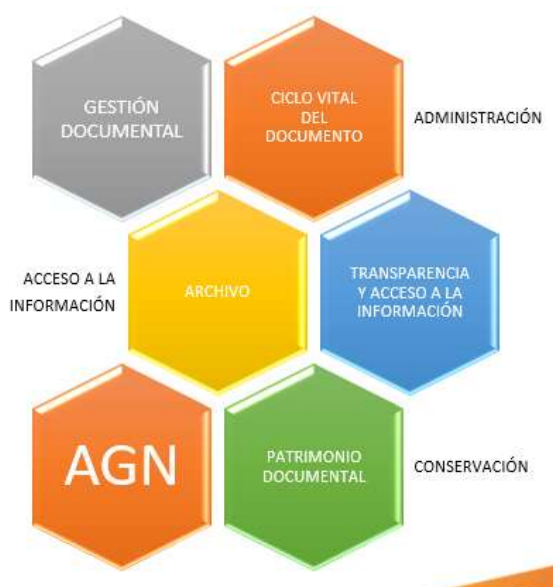 GESTIÓN
DOCUMENTAL
CICLO VITAL
DEL
DOCUMENTO
ADMINISTRACIÓN
ACCESO A LA
INFORMACIÓN
ARCHIVO
TRANSPARENCIA
Y ACCESO A LA
INFORMACIÓN
AGN
PATRIMONIO
DOCUMENTAL
CONSERVACIÓN